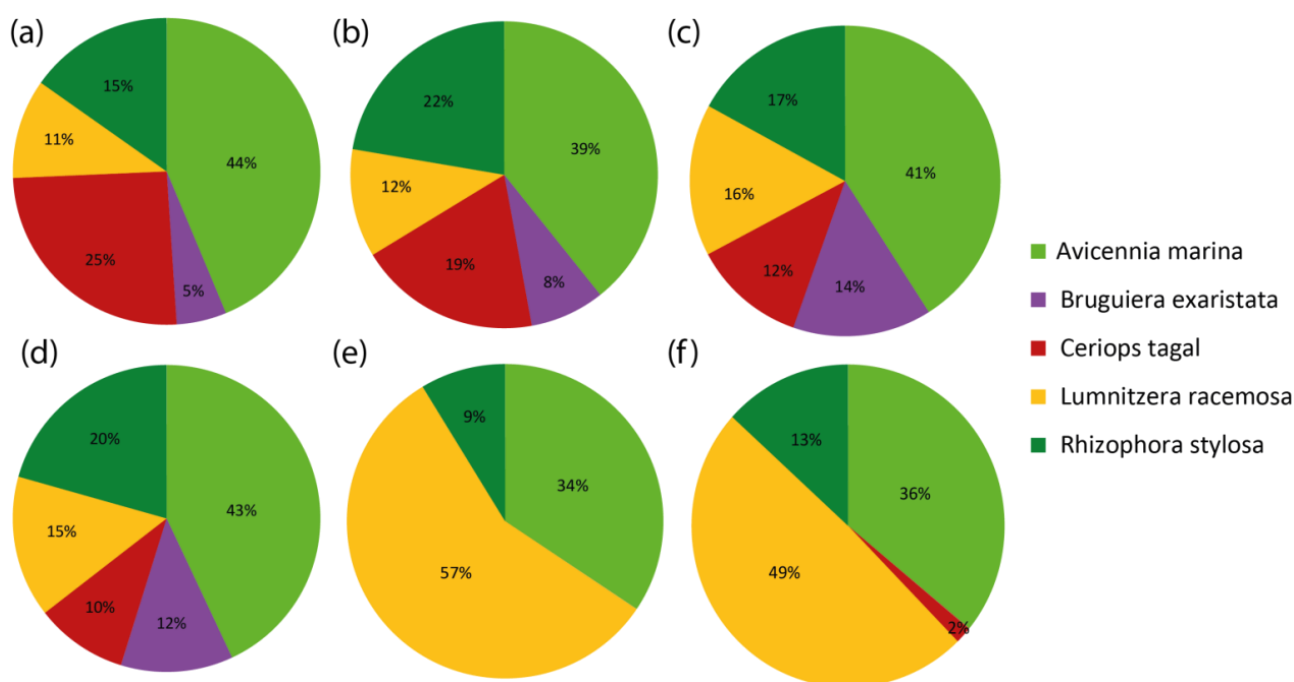 (a)
15%
11%
44%
25%
5%
(b)
22%
39%
12%
19%
8%
(c)
17%
41%
16%
12%
14%
Avicennia marina
Bruguiera exaristata
Ceriops tagal
Lumnitzera racemosa
Rhizophora stylosa
(d)
20%
43%
15%
10%
12%
(e)
9%
34%
57%
(f)
13%
36%
49%
2%